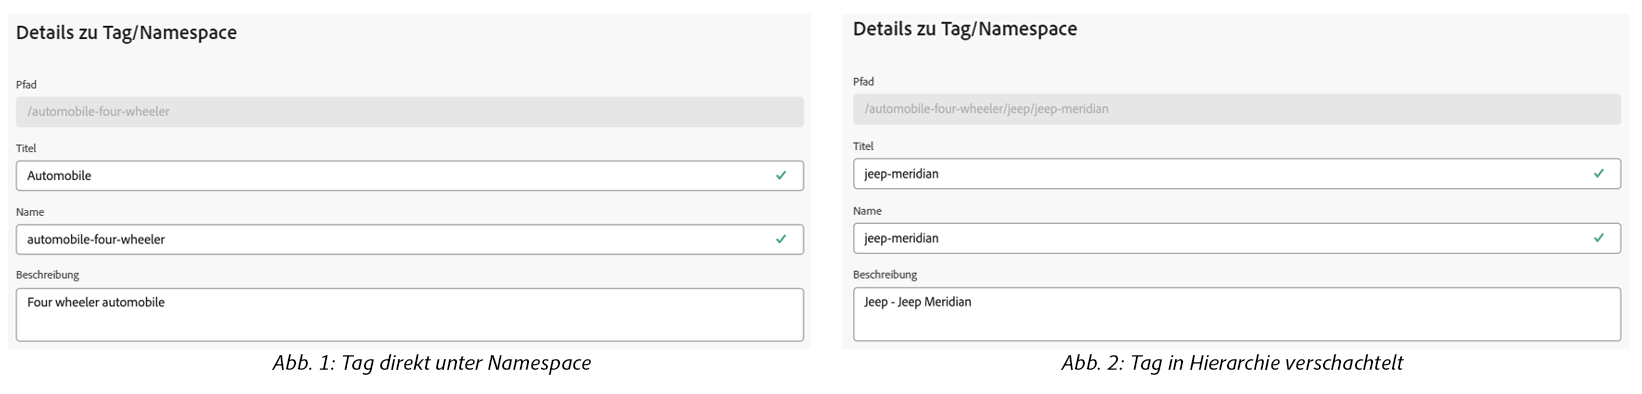 Details zu Tag/Namespace
Pfad
/automobile-four-wheeler
Titel
Automobile
Name
automobile-four-wheeler
Beschreibung
Four wheeler automobile
Abb. 1: Tag direkt unter Namespace
Details zu Tag/Namespace
Pfad
/automobile-four-wheeler/jeep/jeep-meridian
Titel
jeep-meridian
Name
jeep-meridian
Beschreibung
Jeep - Jeep Meridian
Abb. 2: Tag in Hierarchie verschachtelt